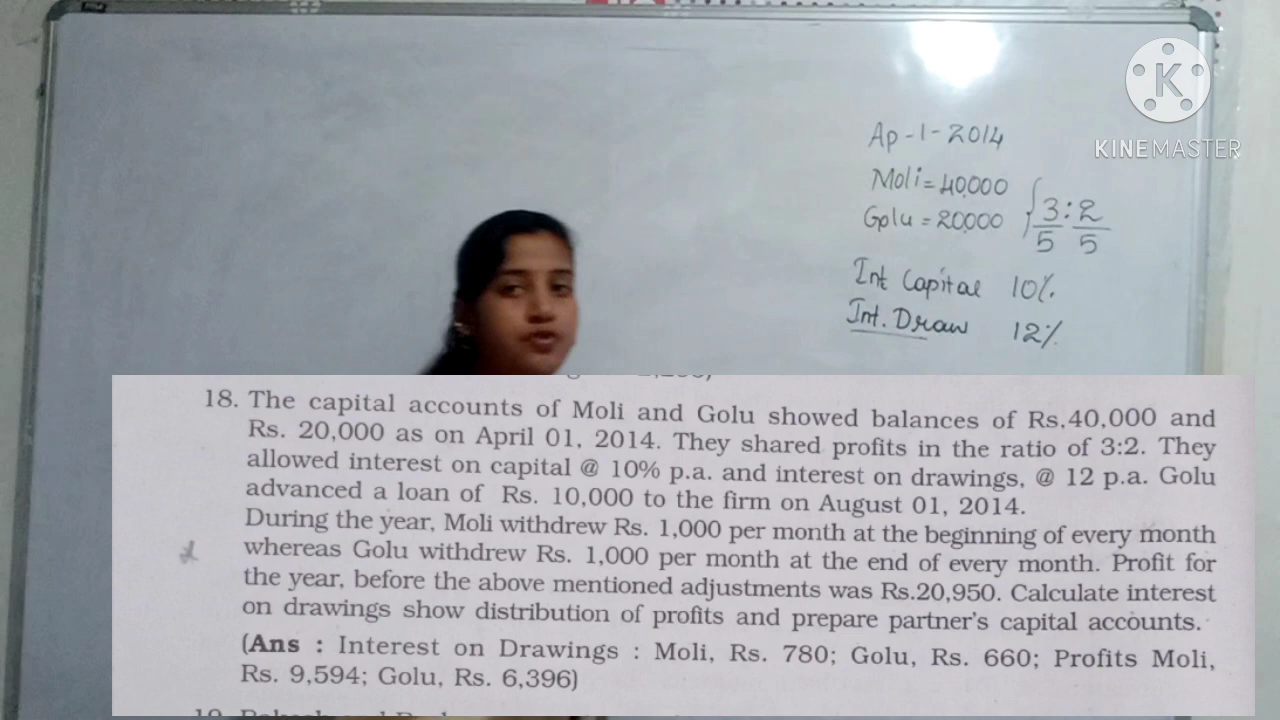 Ap-1-2014
K
KINEMASTER
Moli = 40,000
Golu = 20,000
3:2
5 5
Int Capital 10%
Int. Draw 12%
18. The capital accounts of Moli and Golu showed balances of Rs.40,000 and
Rs. 20,000 as on April 01, 2014. They shared profits in the ratio of 3:2. They
allowed interest on capital @ 10% p.a. and interest on drawings, @ 12 p.a. Golu
advanced a loan of Rs. 10,000 to the firm on August 01, 2014.
During the year, Moli withdrew Rs. 1,000 per month at the beginning of every month
whereas Golu withdrew Rs. 1,000 per month at the end of every month. Profit for
the year, before the above mentioned adjustments was Rs.20,950. Calculate interest
on drawings show distribution of profits and prepare partner's capital accounts.
(Ans : Interest on Drawings : Moli, Rs. 780; Golu, Rs. 660; Profits Moli,
Rs. 9,594; Golu, Rs. 6,396)